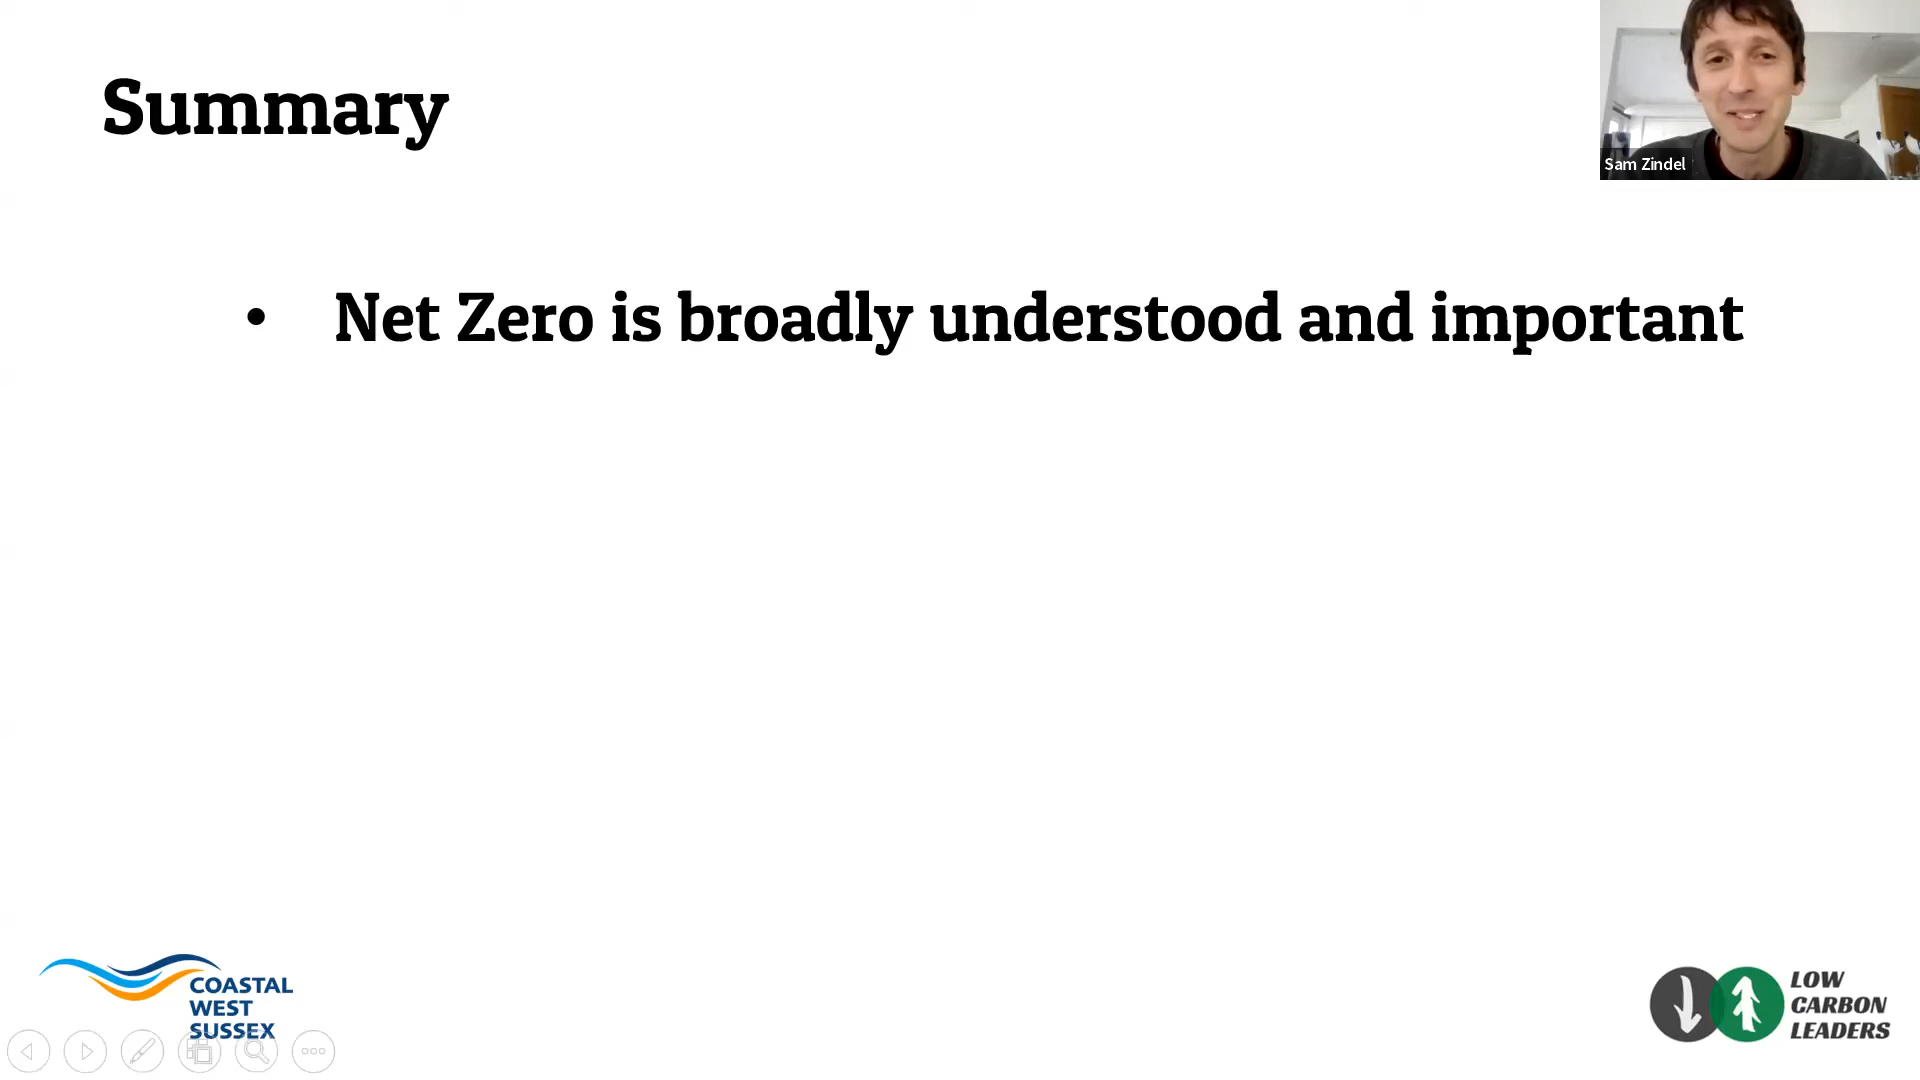 Summary
Sam Zindel
• Net Zero is broadly understood and important
COASTAL
WEST
SUSSEX
LOW
CARBON
LEADERS